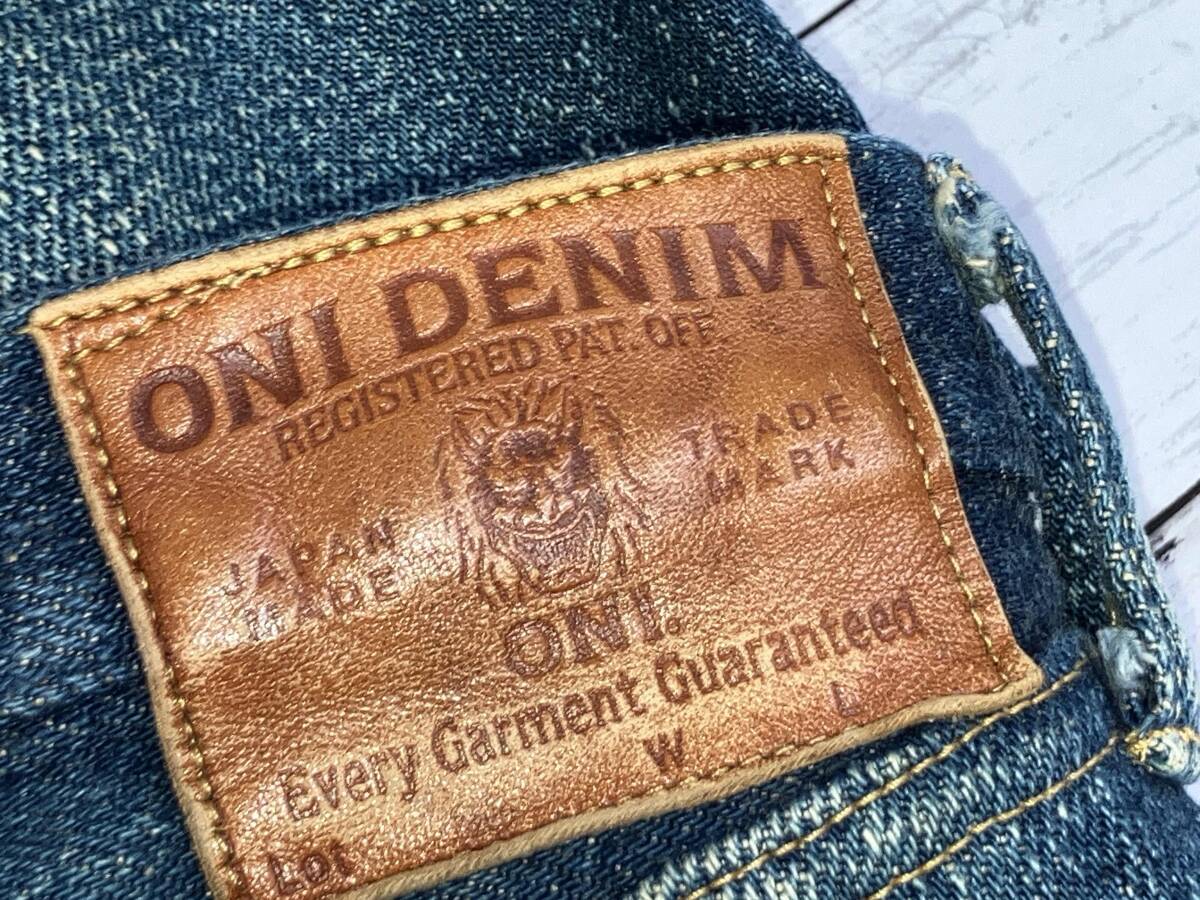 ONI DENIM
REGISTERED PAT. OFF
TRADE
MARK
JAPAN
MADE
ONI.
Every Garment Guaranteed
Lot W L